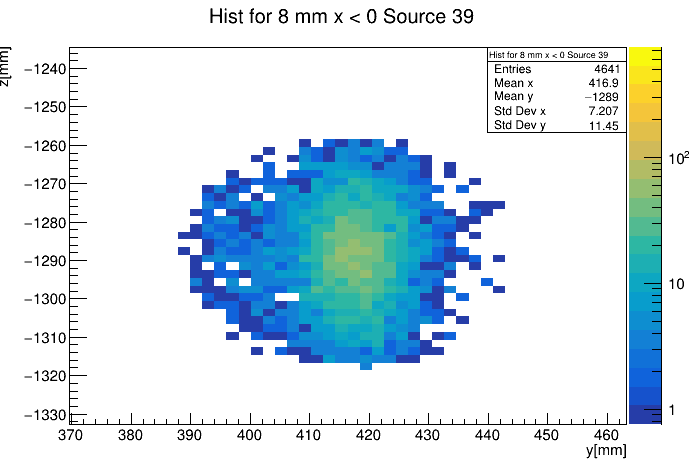 Hist for 8 mm x < 0 Source 39
z[mm]
Hist for 8 mm x < 0 Source 39
Entries 4641
Mean x 416.9
Mean y −1289
Std Dev x 7.207
Std Dev y 11.45
−1240
−1250
−1260
−1270
−1280
−1290
−1300
−1310
−1320
−1330
370 380 390 400 410 420 430 440 450 460
y[mm]
10²
10
1